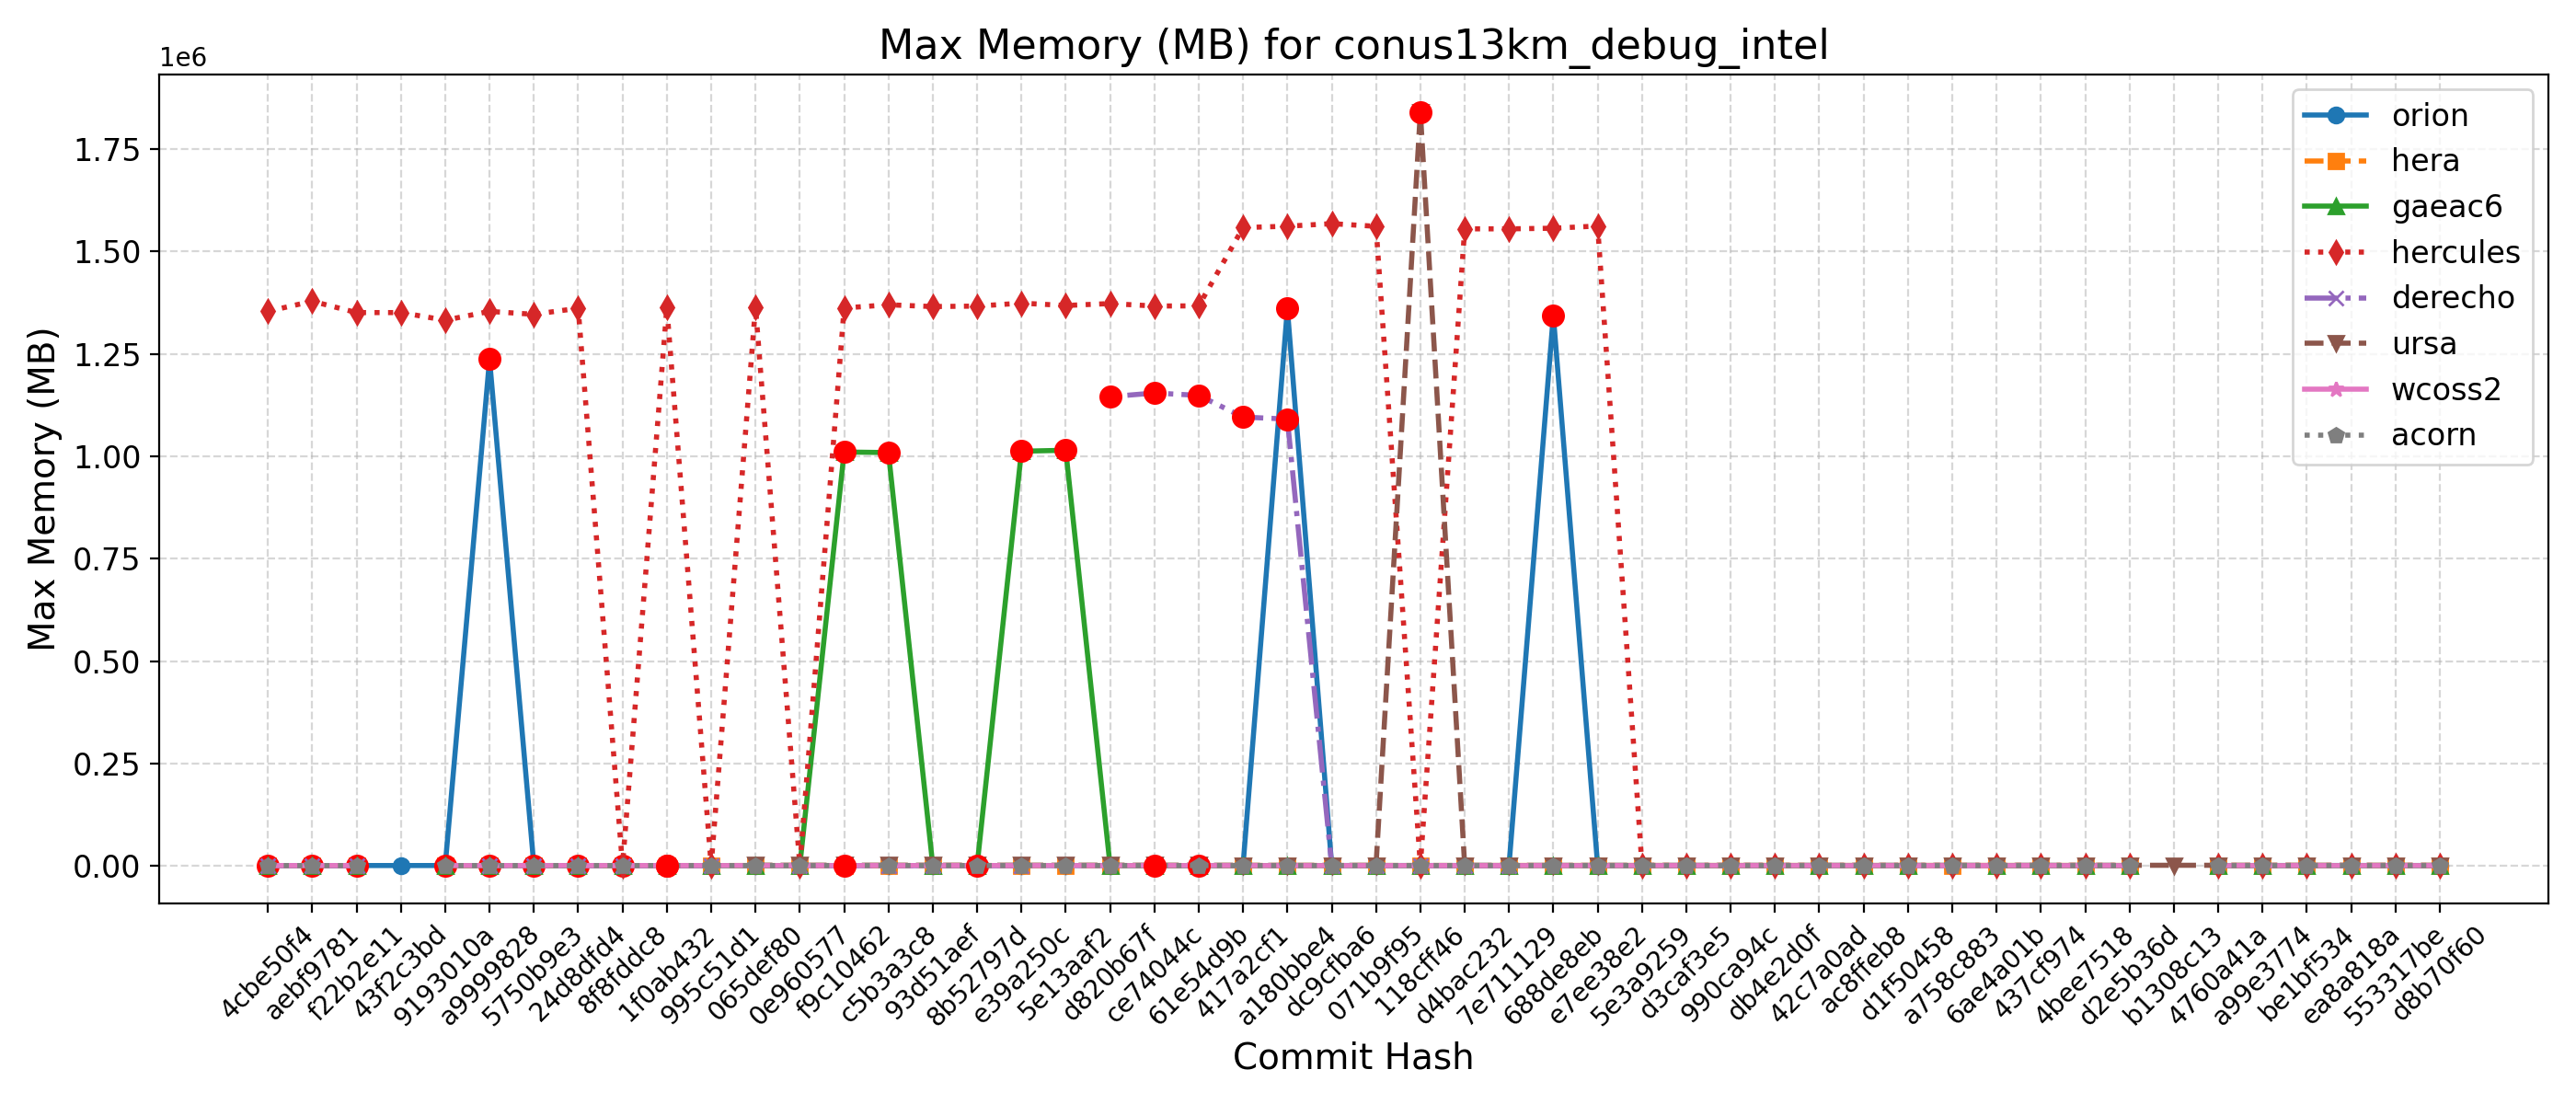 Max Memory (MB) for conus13km_debug_intel
1e6
1.75
1.50
1.25
1.00
0.75
0.50
0.25
0.00
Max Memory (MB)
orion
hera
gaeac6
hercules
derecho
ursa
wcoss2
acorn
4cbe50f4
aebf9781
f22b2e11
43f2c3bd
9193010a
a9999828
5750b9e3
24d8dfd4
8f8fddc8
1f0ab432
995c51d1
065def80
0e960577
f9c10462
c5b3a3c8
93d51aef
8b52797d
e39a250c
5e13aaf2
d820b67f
ce74044c
61e54d9b
417a2cf1
a180bbe4
dc9cfba6
071b9f95
118cff46
d4bac232
7e711129
688de8eb
e7ee38e2
5e3a9259
d3caf3e5
990ca94c
db4e2d0f
42c7a0ad
ac8ffeb8
d1f50458
a758c883
6ae4a01b
437cf974
4bee7518
d2e5b36d
b1308c13
4760a41a
a99e3774
be1bf534
ea8a818a
553317be
d8b70f60
Commit Hash